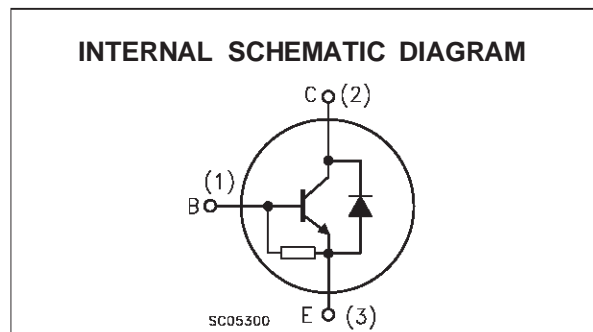 INTERNAL SCHEMATIC DIAGRAM
C (2)
(1)
B
E (3)
SC05300